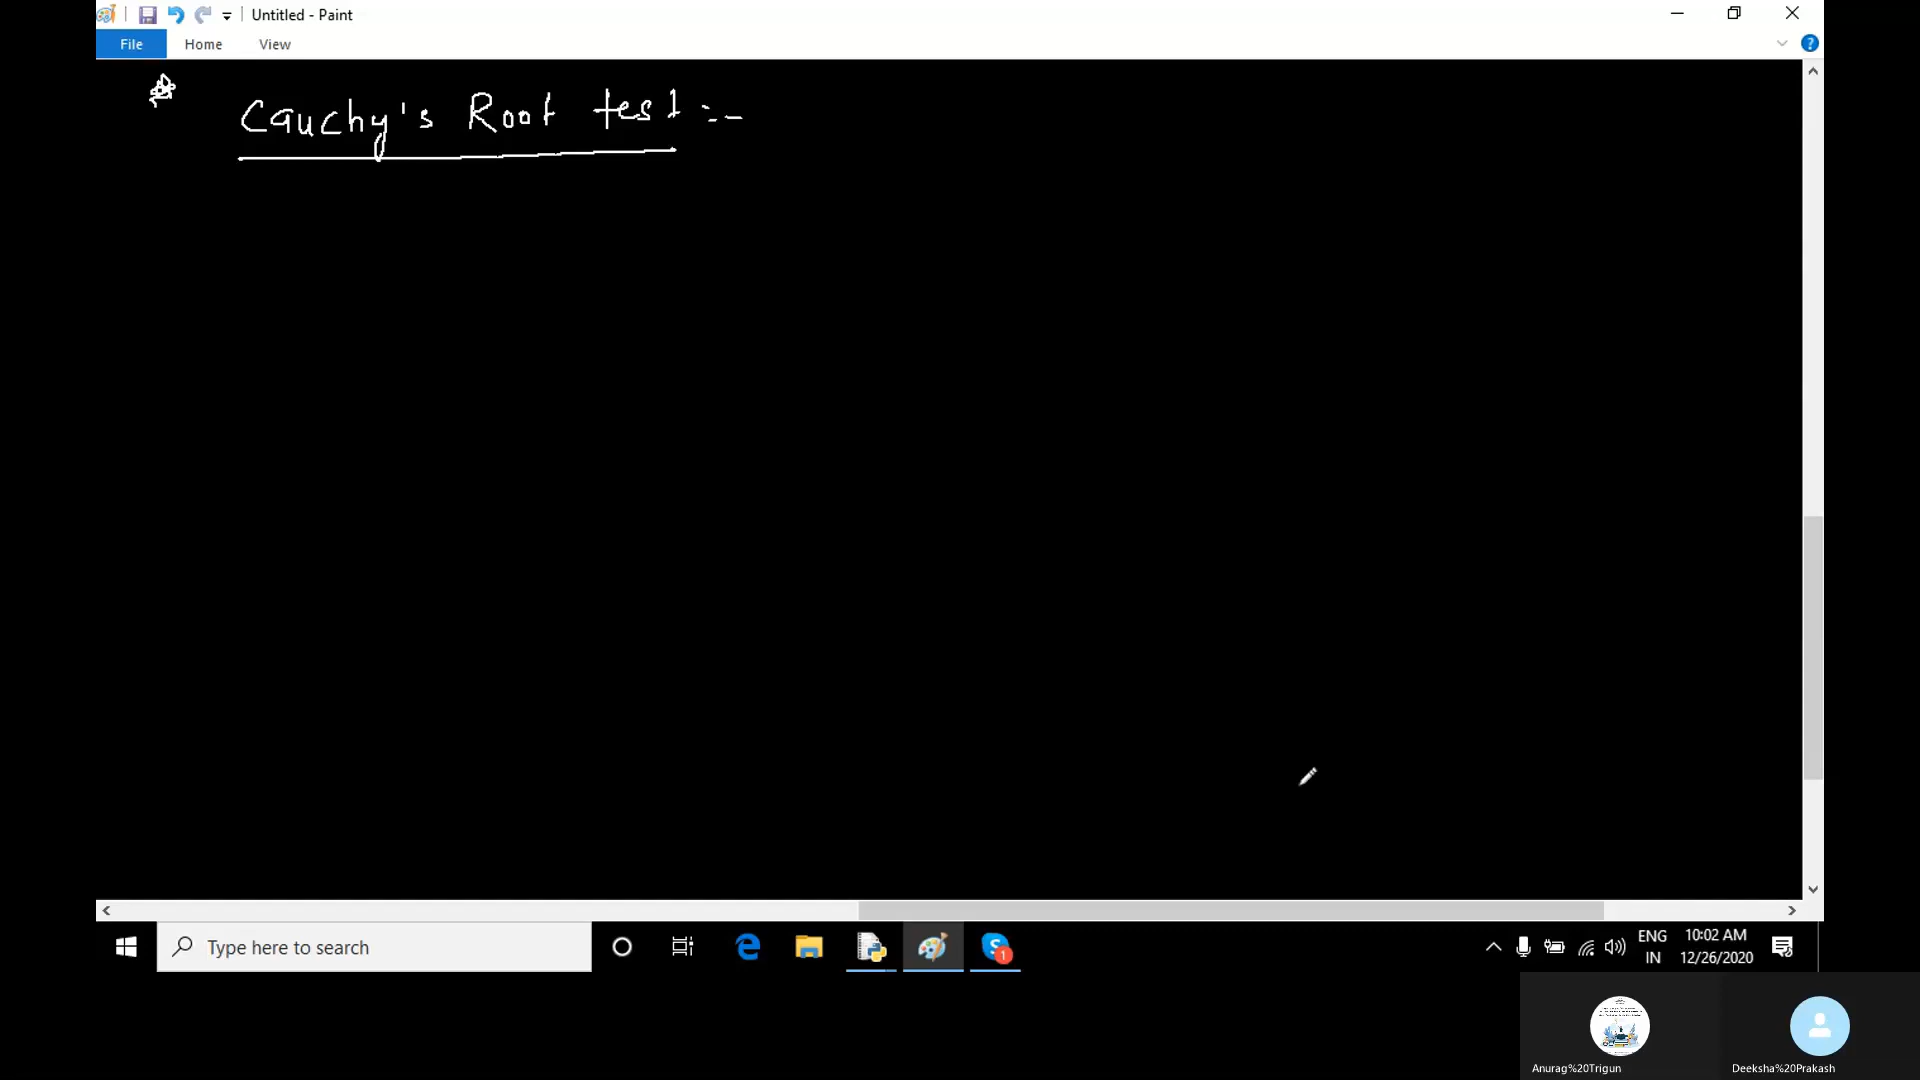 Untitled - Paint
File Home View
Cauchy's Root test :-
Type here to search
1
ENG
IN
10:02 AM
12/26/2020
Anurag%20Trigun
Deeksha%20Prakash